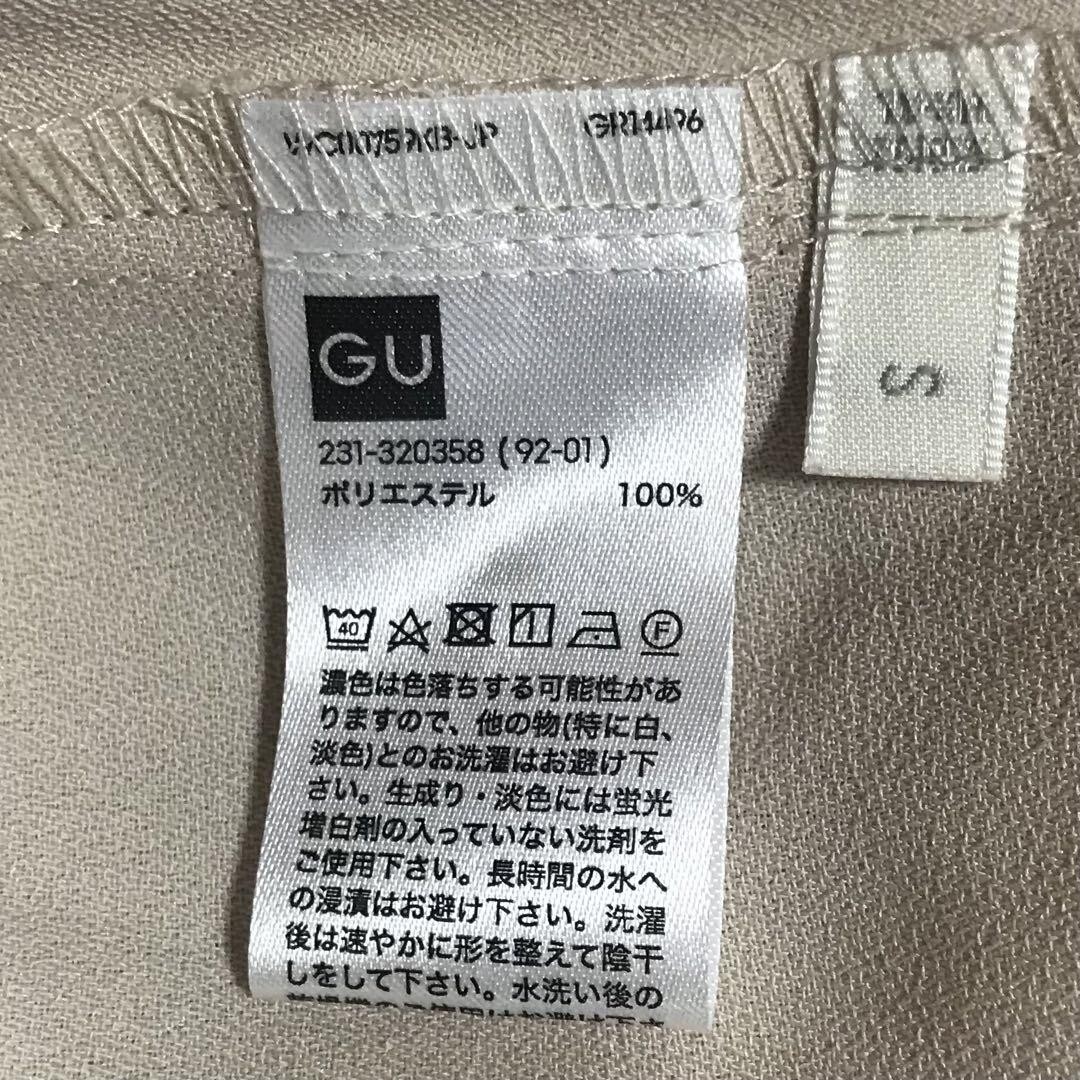 GU
231-320358 (92-01)
ポリエステル 100%
40
F
濃色は色落ちする可能性があ
りますので、他の物(特に白、
淡色)とのお洗濯はお避け下
さい。生成り・淡色には蛍光
増白剤の入っていない洗剤を
ご使用下さい。長時間の水へ
の浸漬はお避け下さい。洗濯
後は速やかに形を整えて陰干
しをして下さい。水洗い後の
S